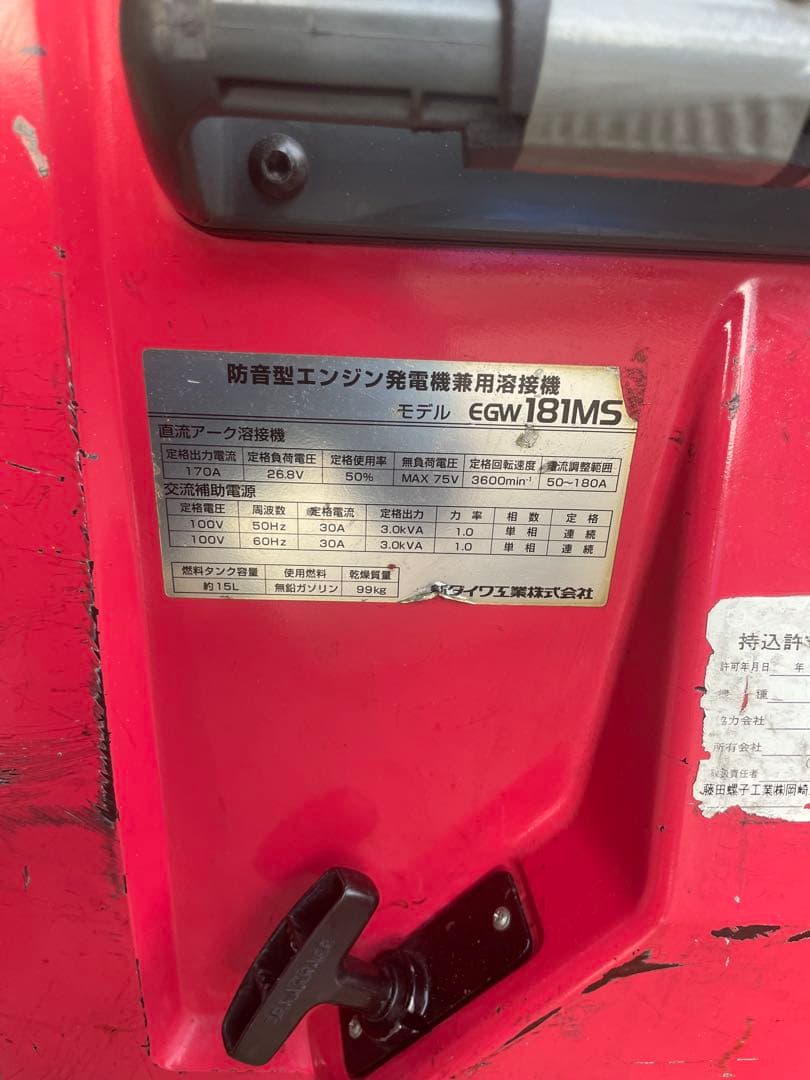 防音型エンジン発電機兼用溶接機
モデル EGW181MS
直流アーク溶接機
定格出力電流 定格負荷電圧 定格使用率 無負荷電圧 定格回転速度 電流調整範囲
170A 26.8V 50% MAX 75V 3600min⁻¹ 50～180A
交流補助電源
定格電圧 周波数 定格電流 定格出力 力率 相数 定格
100V 50Hz 30A 3.0kVA 1.0 単相 連続
100V 60Hz 30A 3.0kVA 1.0 単相 連続
燃料タンク容量 使用燃料 乾燥質量
約15L 無鉛ガソリン 99kg
新ダイワ工業株式会社
持込許
許可年月日 年
機 種
協力会社
所有会社
取扱責任者
藤田螺子工業㈱岡崎